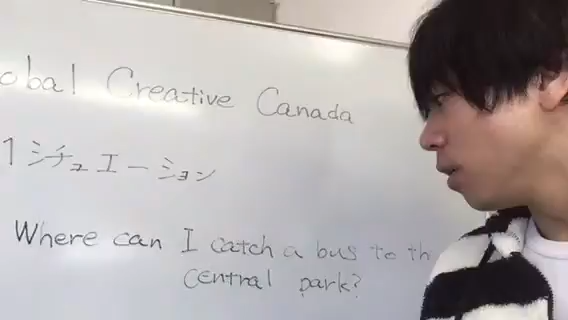 obal Creative Canada
1シチュエーション
Where can I catch a bus to th
central park?